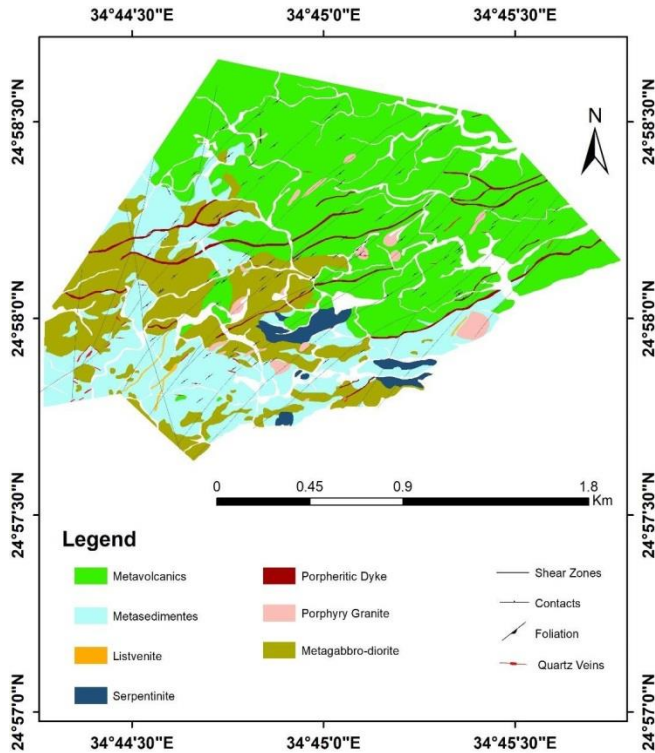 34°44'30"E 34°45'0"E 34°45'30"E
24°58'30"N
24°58'30"N
N
24°58'0"N
24°58'0"N
0 0.45 0.9 1.8
Km
24°57'30"N
24°57'30"N
Legend
Metavolcanics
Metasedimentes
Listvenite
Serpentinite
Porpheritic Dyke
Porphyry Granite
Metagabbro-diorite
Shear Zones
Contacts
Foliation
Quartz Veins
24°57'0"N
24°57'0"N
34°44'30"E 34°45'0"E 34°45'30"E